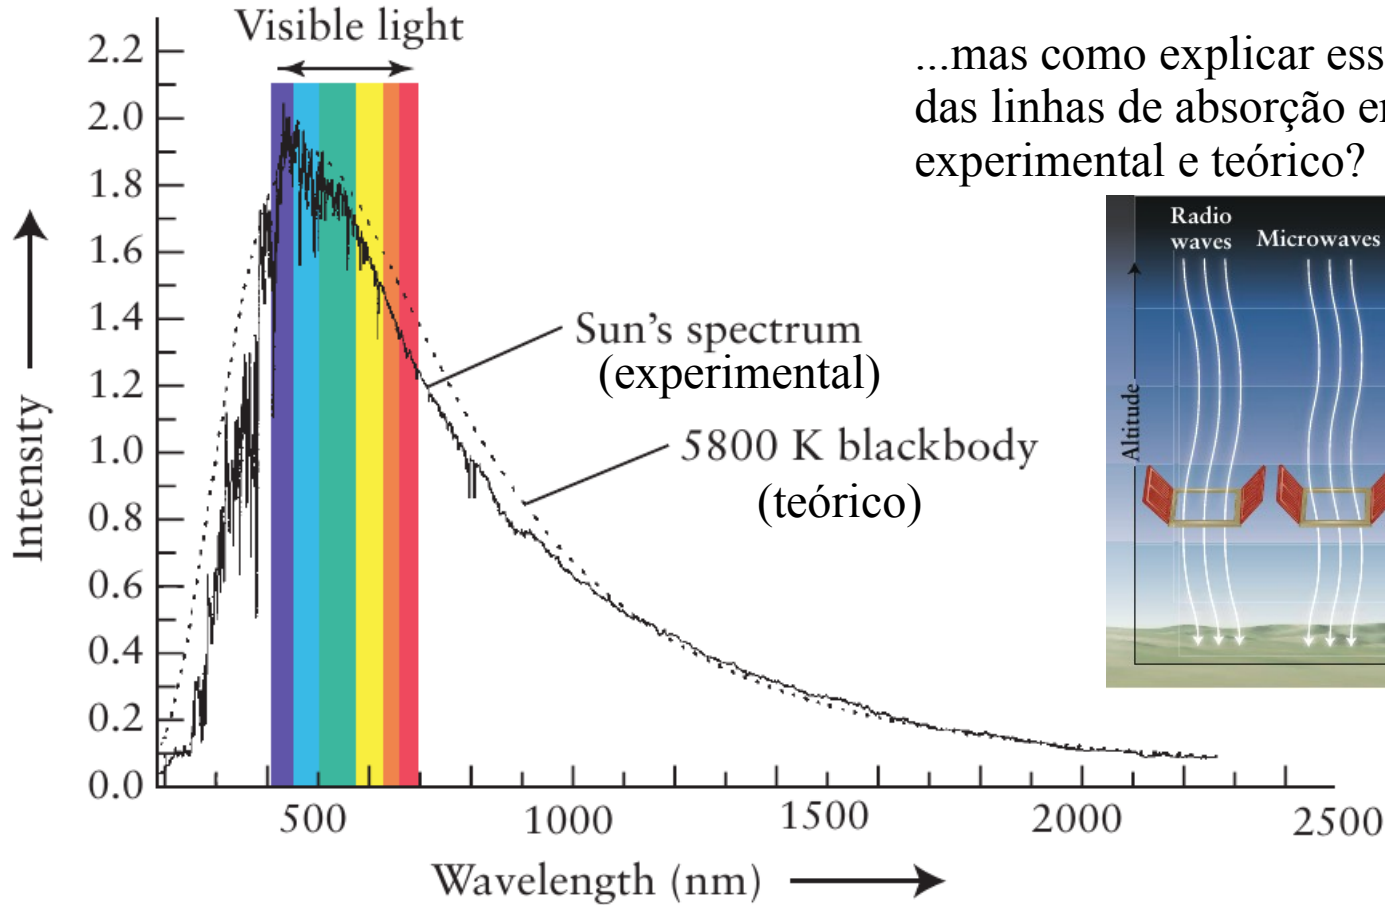 Visible light
2.2
2.0
1.8
1.6
1.4
1.2
1.0
0.8
0.6
0.4
0.2
0.0
Intensity
500
1000
1500
2000
2500
Wavelength (nm)
Sun's spectrum
(experimental)
5800 K blackbody
(teórico)
...mas como explicar ess
das linhas de absorção e
experimental e teórico?
Radio
waves
Microwaves
Altitude